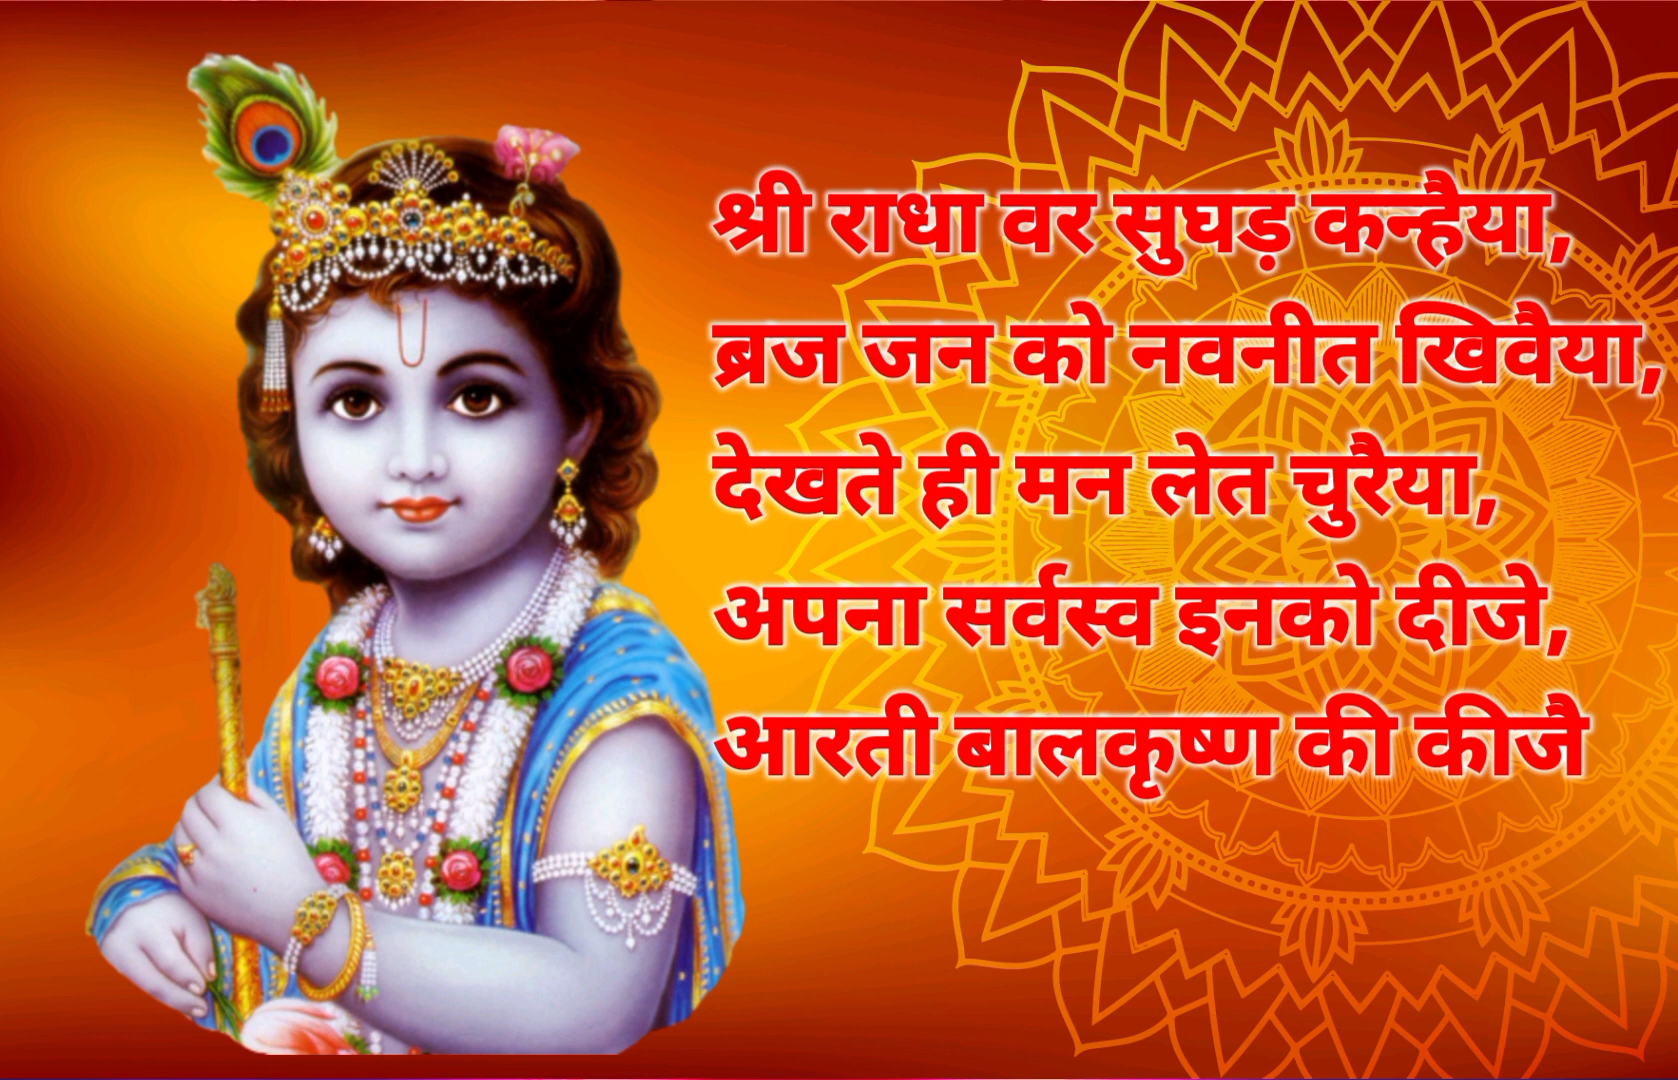 श्री राधा वर सुघड़ कन्हैया,
ब्रज जन को नवनीत खिवैया,
देखते ही मन लेत चुरैया,
अपना सर्वस्व इनको दीजे,
आरती बालकृष्ण की कीजै